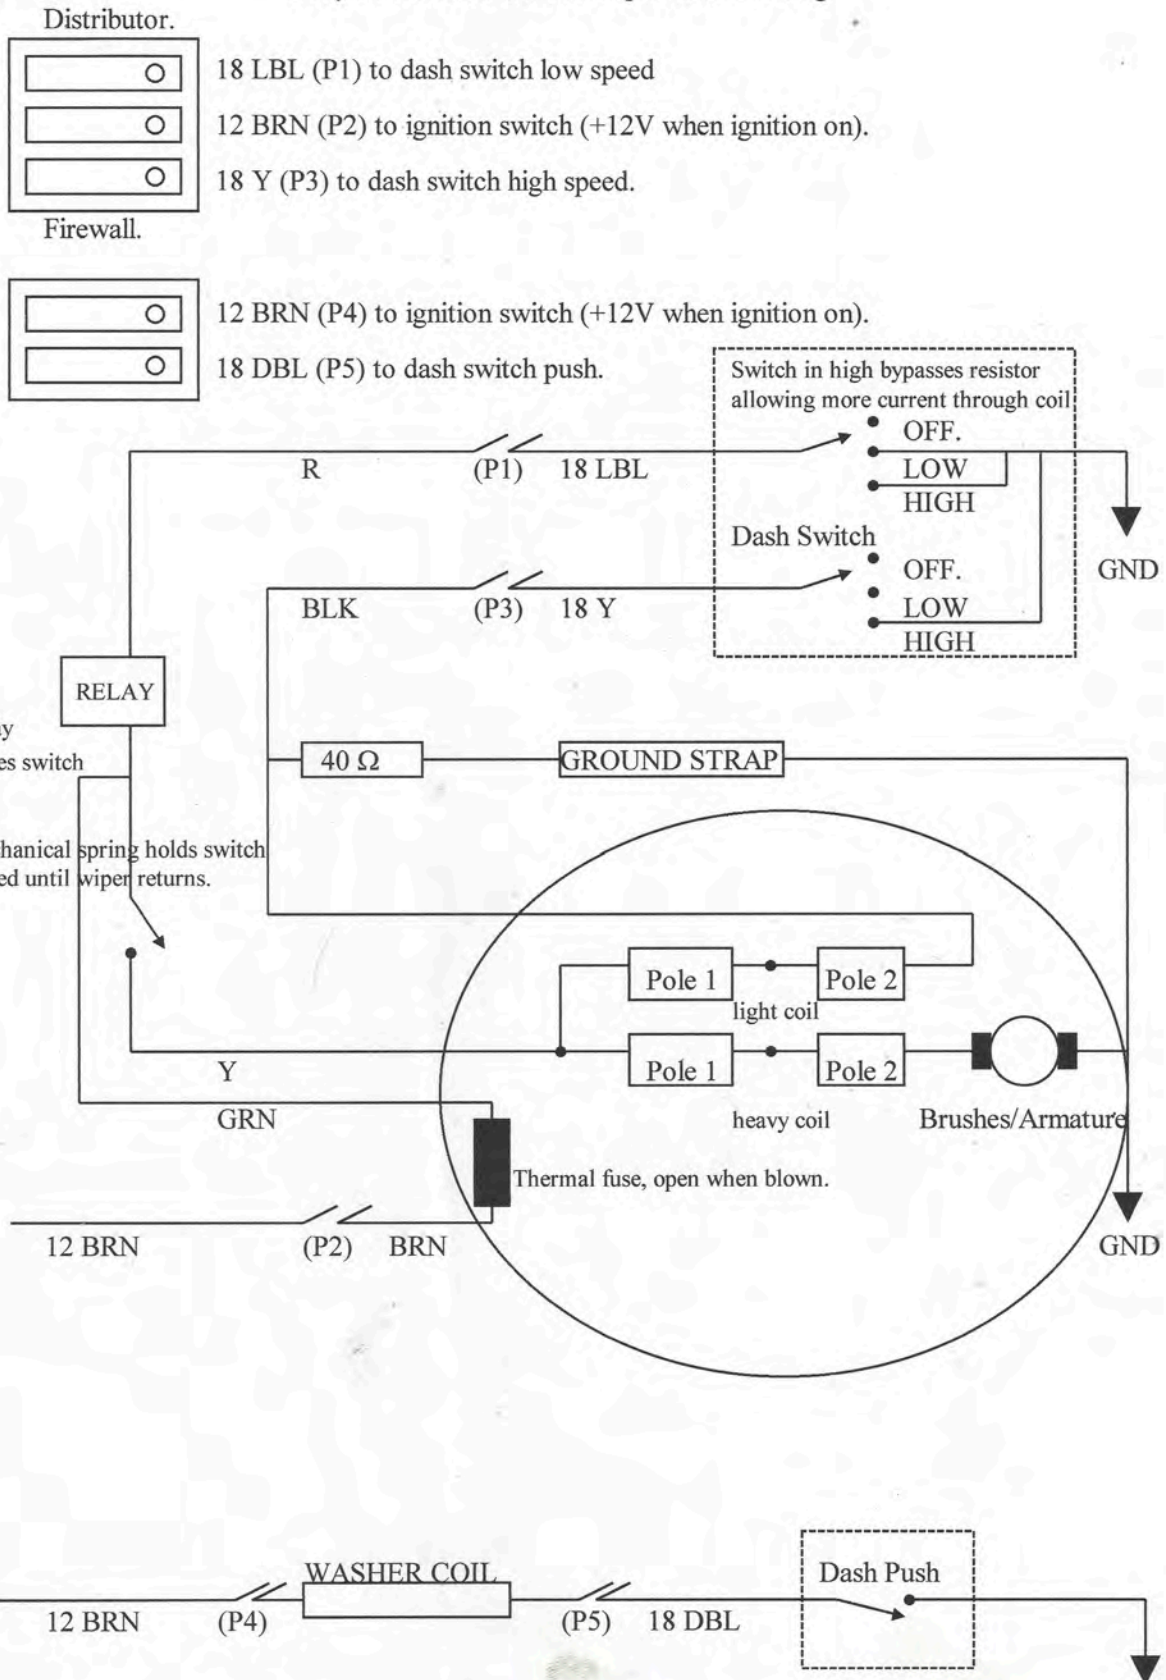 Distributor.
18 LBL (P1) to dash switch low speed
12 BRN (P2) to ignition switch (+12V when ignition on).
18 Y (P3) to dash switch high speed.
Firewall.
12 BRN (P4) to ignition switch (+12V when ignition on).
18 DBL (P5) to dash switch push.
Switch in high bypasses resistor
allowing more current through coil
OFF.
LOW
HIGH
R
(P1)
18 LBL
Dash Switch
OFF.
LOW
HIGH
GND
BLK
(P3)
18 Y
RELAY
switch
40 Ω
GROUND STRAP
spring holds switch
until wiper returns.
Pole 1
Pole 2
light coil
Pole 1
Pole 2
heavy coil
Brushes/Armature
Y
GRN
Thermal fuse, open when blown.
12 BRN
(P2)
BRN
GND
WASHER COIL
Dash Push
12 BRN
(P4)
(P5)
18 DBL